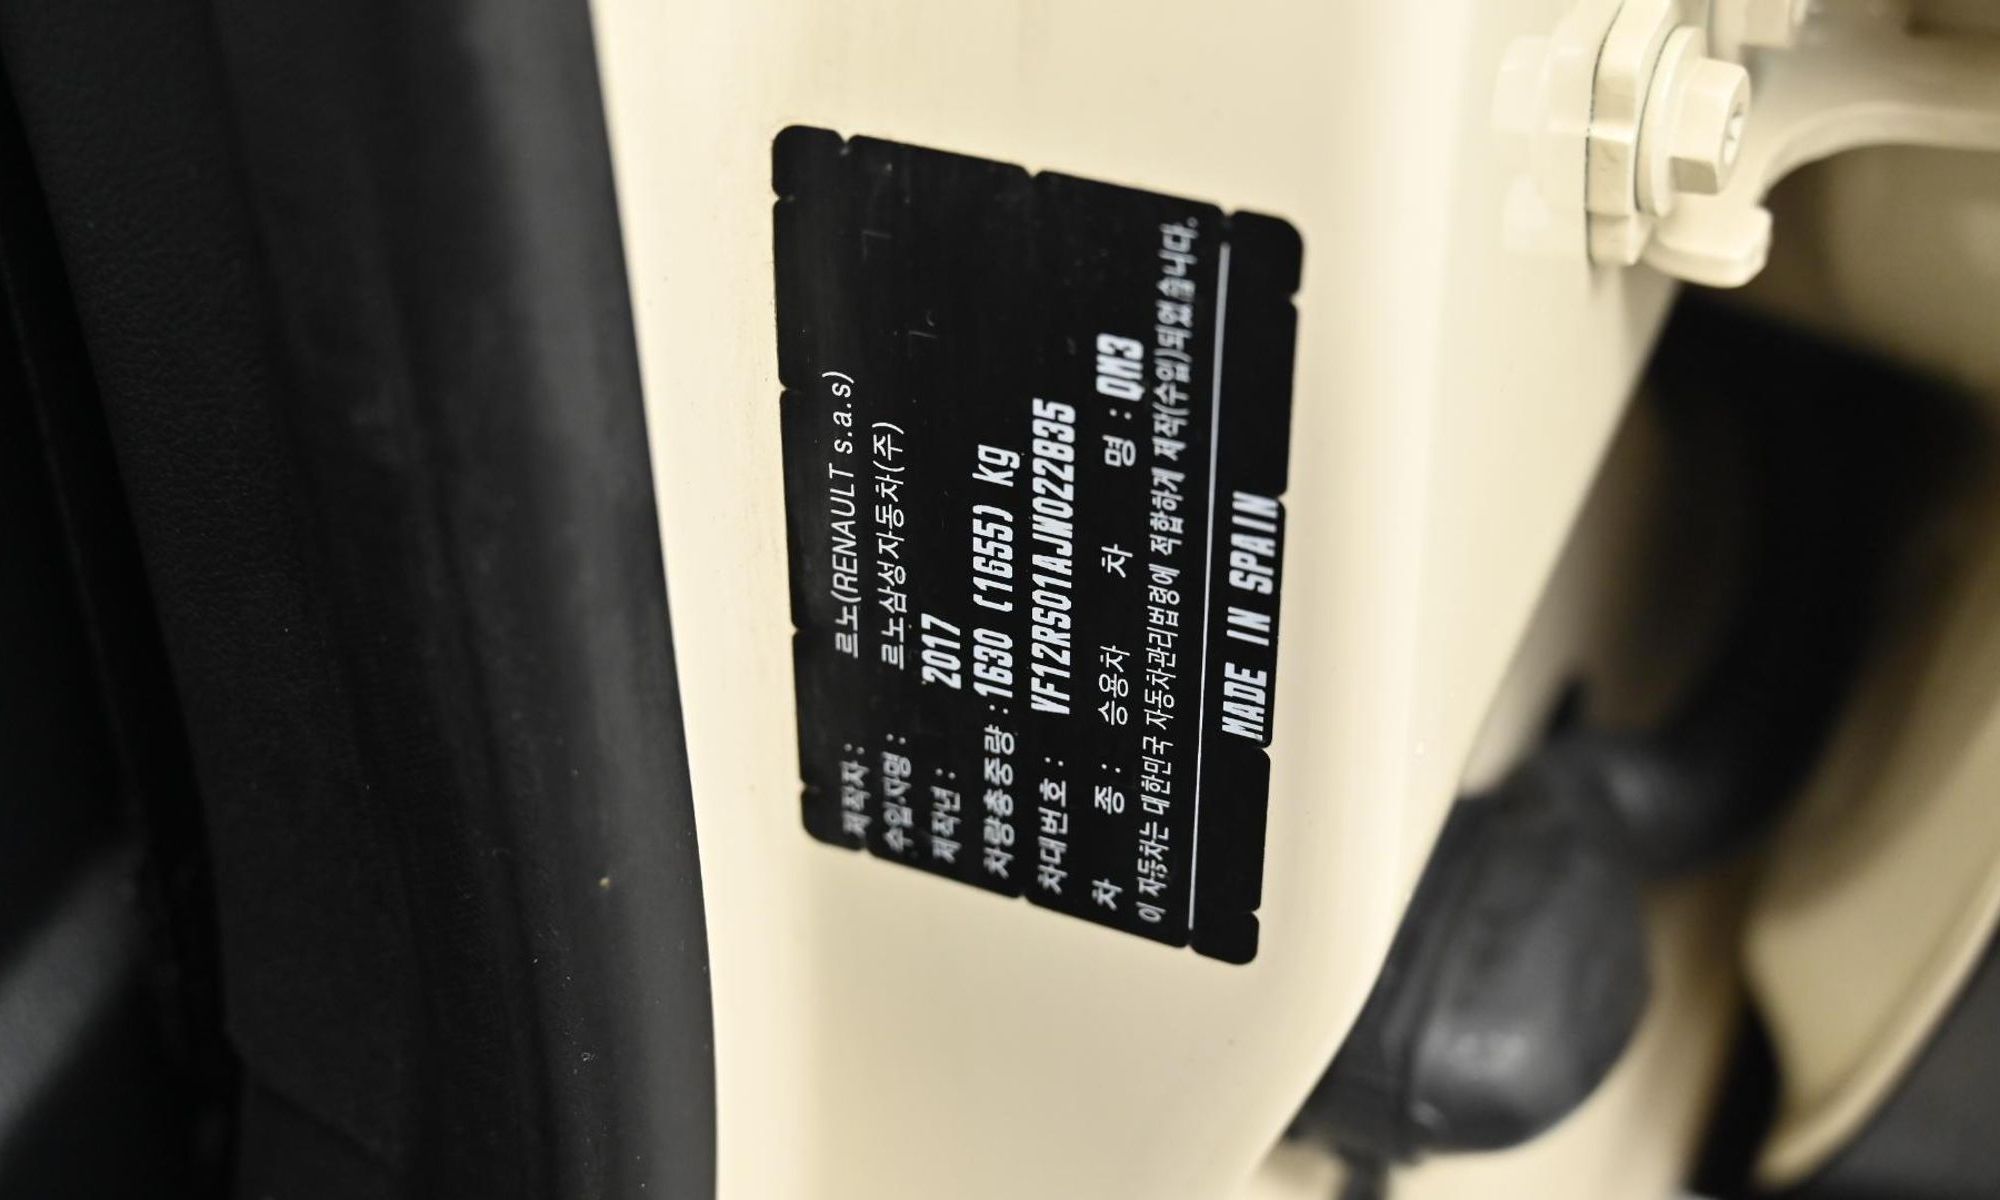 제작자 : 르노(RENAULT s.a.s)
수입자명 : 르노삼성자동차(주)
제작년 : 2017
차량총중량 : 1630 (1655) kg
차대번호 : VF12RS01AJW022835
차 종 : 승용차 차 명 : QM3
이 자동차는 대한민국 자동차관리법령에 적합하게 제작(수입)되었습니다.
MADE IN SPAIN